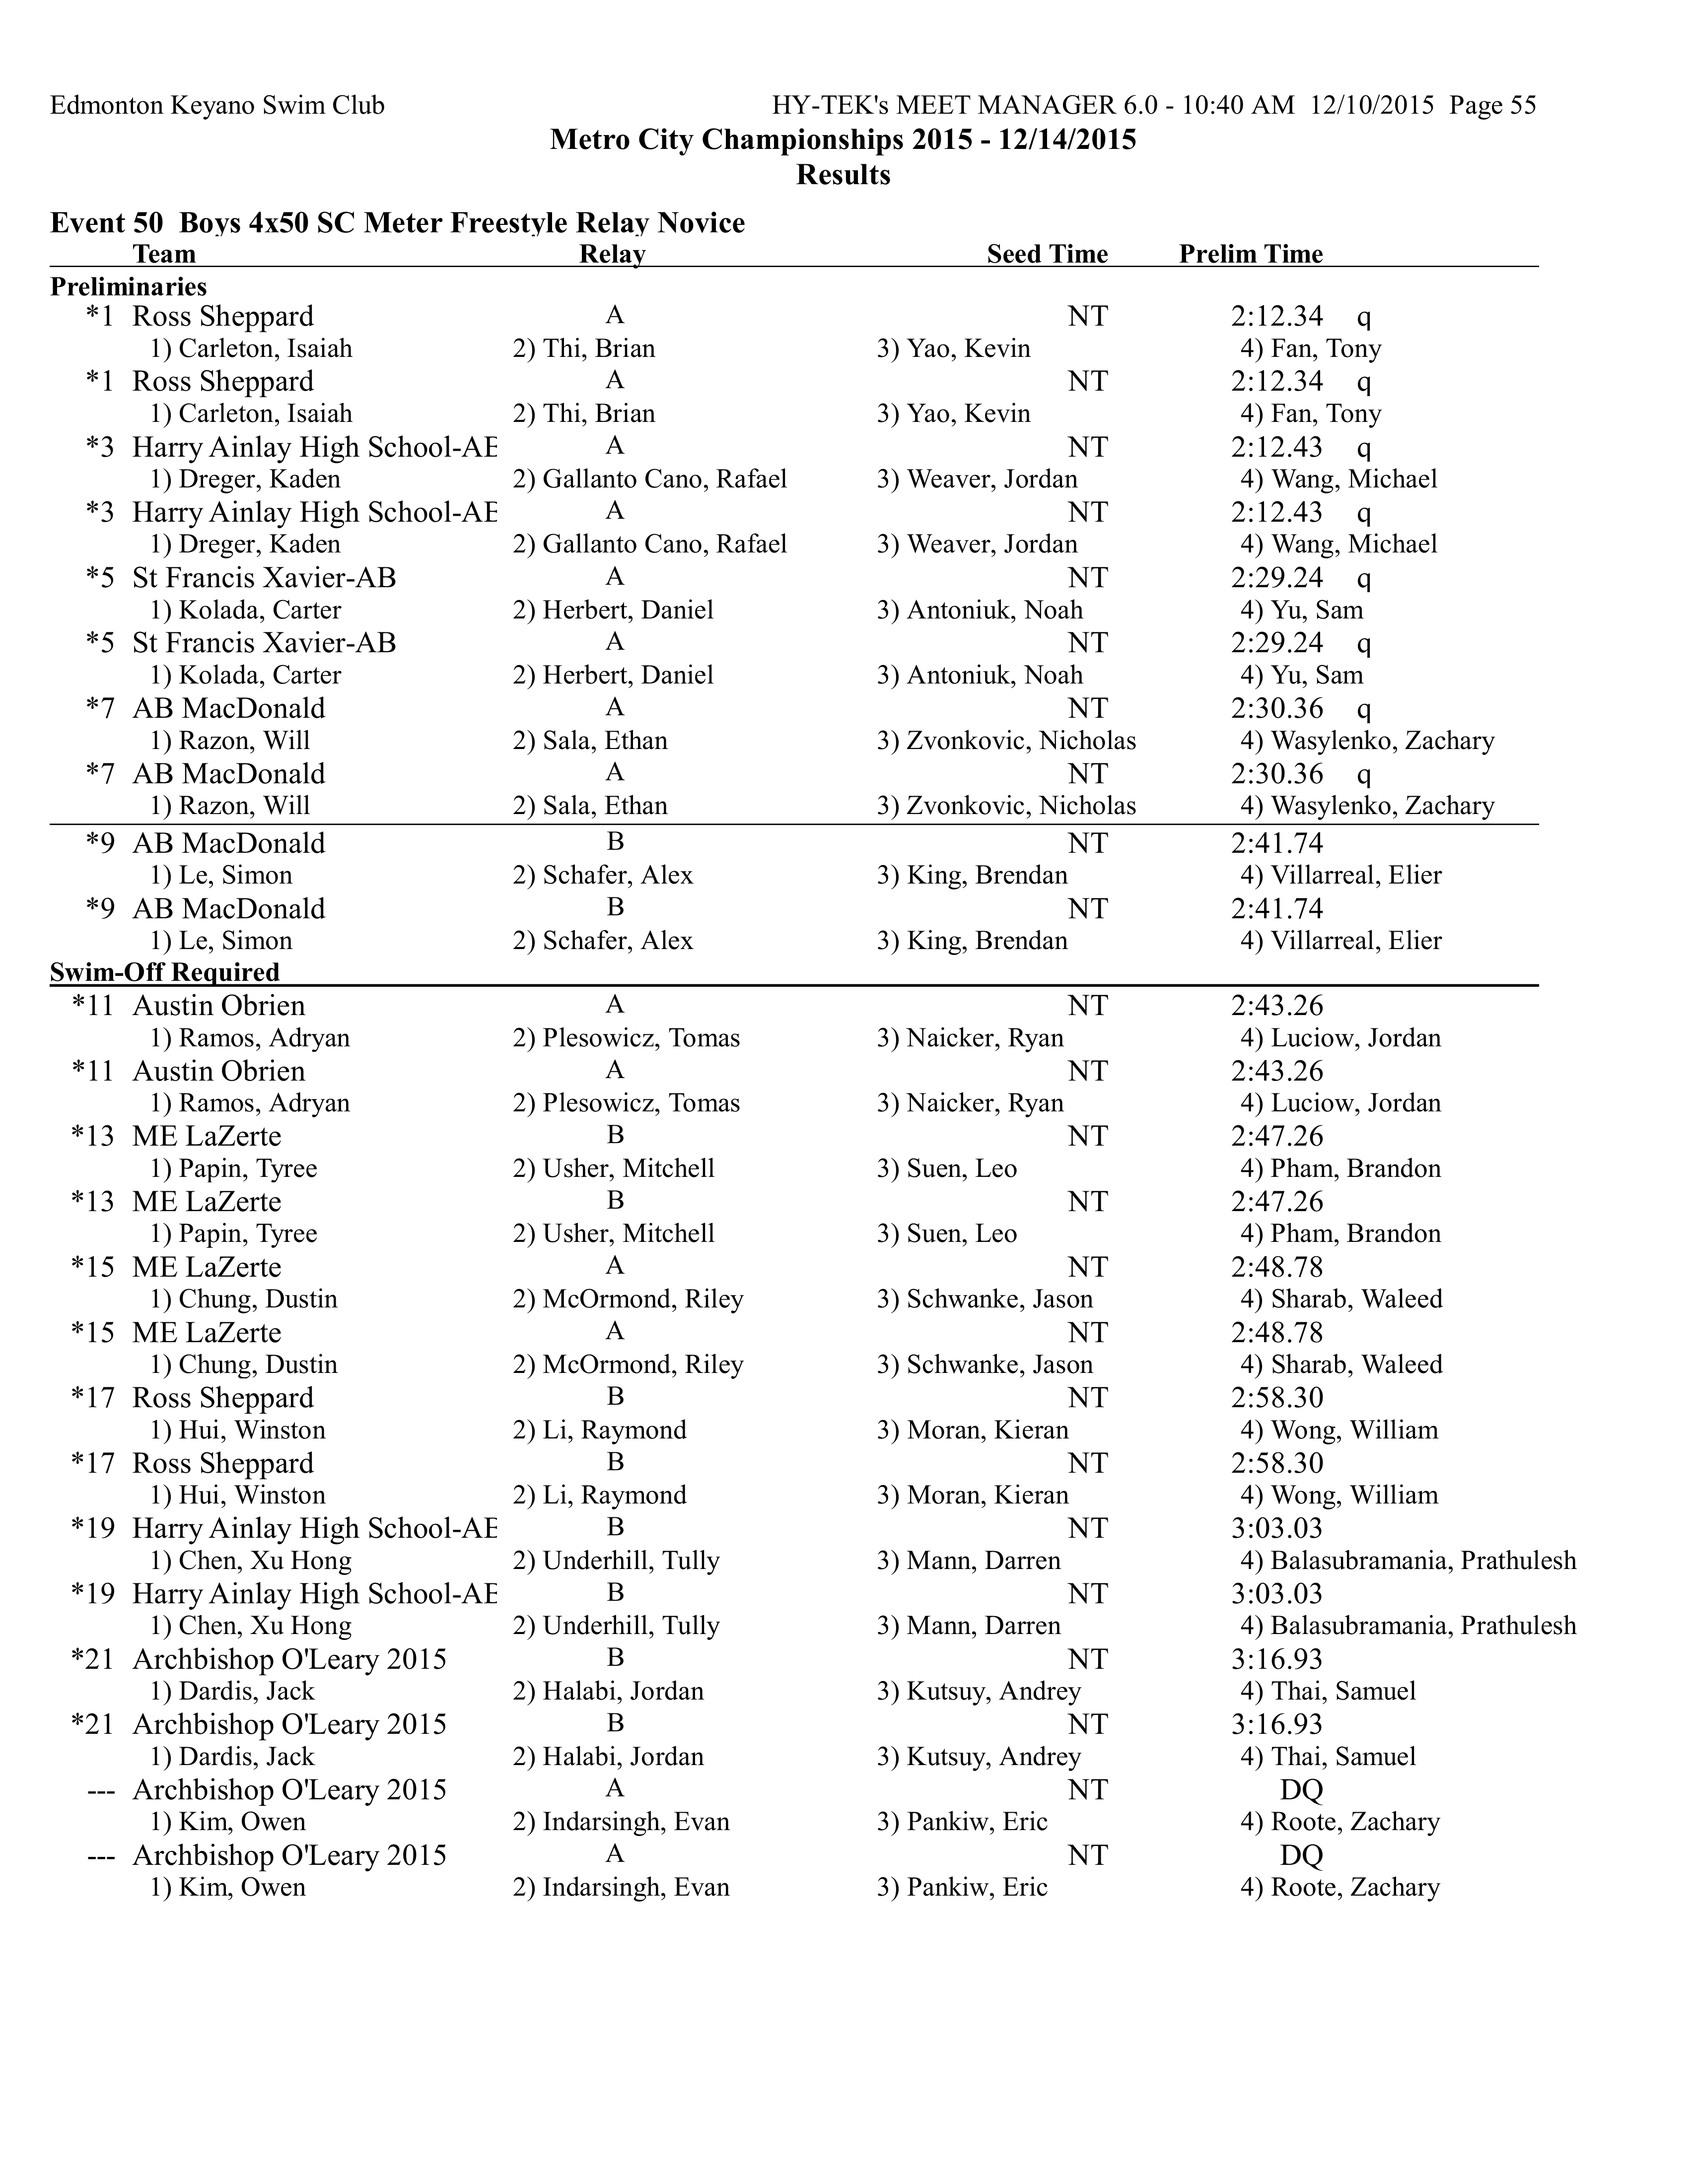 Edmonton Keyano Swim Club HY-TEK's MEET MANAGER 6.0 - 10:40 AM 12/10/2015 Page 55
Metro City Championships 2015 - 12/14/2015
Results
Event 50 Boys 4x50 SC Meter Freestyle Relay Novice
Team Relay Seed Time Prelim Time
Preliminaries
*1 Ross Sheppard A NT 2:12.34 q
1) Carleton, Isaiah 2) Thi, Brian 3) Yao, Kevin 4) Fan, Tony
*1 Ross Sheppard A NT 2:12.34 q
1) Carleton, Isaiah 2) Thi, Brian 3) Yao, Kevin 4) Fan, Tony
*3 Harry Ainlay High School-AB A NT 2:12.43 q
1) Dreger, Kaden 2) Gallanto Cano, Rafael 3) Weaver, Jordan 4) Wang, Michael
*3 Harry Ainlay High School-AB A NT 2:12.43 q
1) Dreger, Kaden 2) Gallanto Cano, Rafael 3) Weaver, Jordan 4) Wang, Michael
*5 St Francis Xavier-AB A NT 2:29.24 q
1) Kolada, Carter 2) Herbert, Daniel 3) Antoniuk, Noah 4) Yu, Sam
*5 St Francis Xavier-AB A NT 2:29.24 q
1) Kolada, Carter 2) Herbert, Daniel 3) Antoniuk, Noah 4) Yu, Sam
*7 AB MacDonald A NT 2:30.36 q
1) Razon, Will 2) Sala, Ethan 3) Zvonkovic, Nicholas 4) Wasylenko, Zachary
*7 AB MacDonald A NT 2:30.36 q
1) Razon, Will 2) Sala, Ethan 3) Zvonkovic, Nicholas 4) Wasylenko, Zachary
*9 AB MacDonald B NT 2:41.74
1) Le, Simon 2) Schafer, Alex 3) King, Brendan 4) Villarreal, Elier
*9 AB MacDonald B NT 2:41.74
1) Le, Simon 2) Schafer, Alex 3) King, Brendan 4) Villarreal, Elier
Swim-Off Required
*11 Austin Obrien A NT 2:43.26
1) Ramos, Adryan 2) Plesowicz, Tomas 3) Naicker, Ryan 4) Luciow, Jordan
*11 Austin Obrien A NT 2:43.26
1) Ramos, Adryan 2) Plesowicz, Tomas 3) Naicker, Ryan 4) Luciow, Jordan
*13 ME LaZerte B NT 2:47.26
1) Papin, Tyree 2) Usher, Mitchell 3) Suen, Leo 4) Pham, Brandon
*13 ME LaZerte B NT 2:47.26
1) Papin, Tyree 2) Usher, Mitchell 3) Suen, Leo 4) Pham, Brandon
*15 ME LaZerte A NT 2:48.78
1) Chung, Dustin 2) McOrmond, Riley 3) Schwanke, Jason 4) Sharab, Waleed
*15 ME LaZerte A NT 2:48.78
1) Chung, Dustin 2) McOrmond, Riley 3) Schwanke, Jason 4) Sharab, Waleed
*17 Ross Sheppard B NT 2:58.30
1) Hui, Winston 2) Li, Raymond 3) Moran, Kieran 4) Wong, William
*17 Ross Sheppard B NT 2:58.30
1) Hui, Winston 2) Li, Raymond 3) Moran, Kieran 4) Wong, William
*19 Harry Ainlay High School-AB B NT 3:03.03
1) Chen, Xu Hong 2) Underhill, Tully 3) Mann, Darren 4) Balasubramania, Prathulesh
*19 Harry Ainlay High School-AB B NT 3:03.03
1) Chen, Xu Hong 2) Underhill, Tully 3) Mann, Darren 4) Balasubramania, Prathulesh
*21 Archbishop O'Leary 2015 B NT 3:16.93
1) Dardis, Jack 2) Halabi, Jordan 3) Kutsuy, Andrey 4) Thai, Samuel
*21 Archbishop O'Leary 2015 B NT 3:16.93
1) Dardis, Jack 2) Halabi, Jordan 3) Kutsuy, Andrey 4) Thai, Samuel
--- Archbishop O'Leary 2015 A NT DQ
1) Kim, Owen 2) Indarsingh, Evan 3) Pankiw, Eric 4) Roote, Zachary
--- Archbishop O'Leary 2015 A NT DQ
1) Kim, Owen 2) Indarsingh, Evan 3) Pankiw, Eric 4) Roote, Zachary